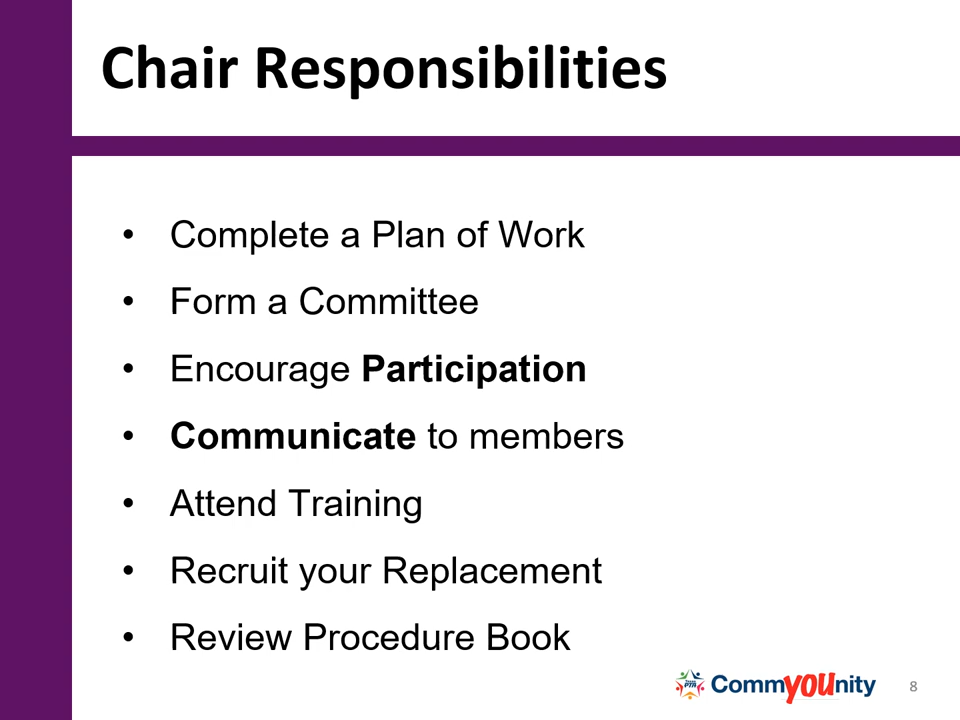 Chair Responsibilities
• Complete a Plan of Work
• Form a Committee
• Encourage Participation
• Communicate to members
• Attend Training
• Recruit your Replacement
• Review Procedure Book
CommYOUnity
8